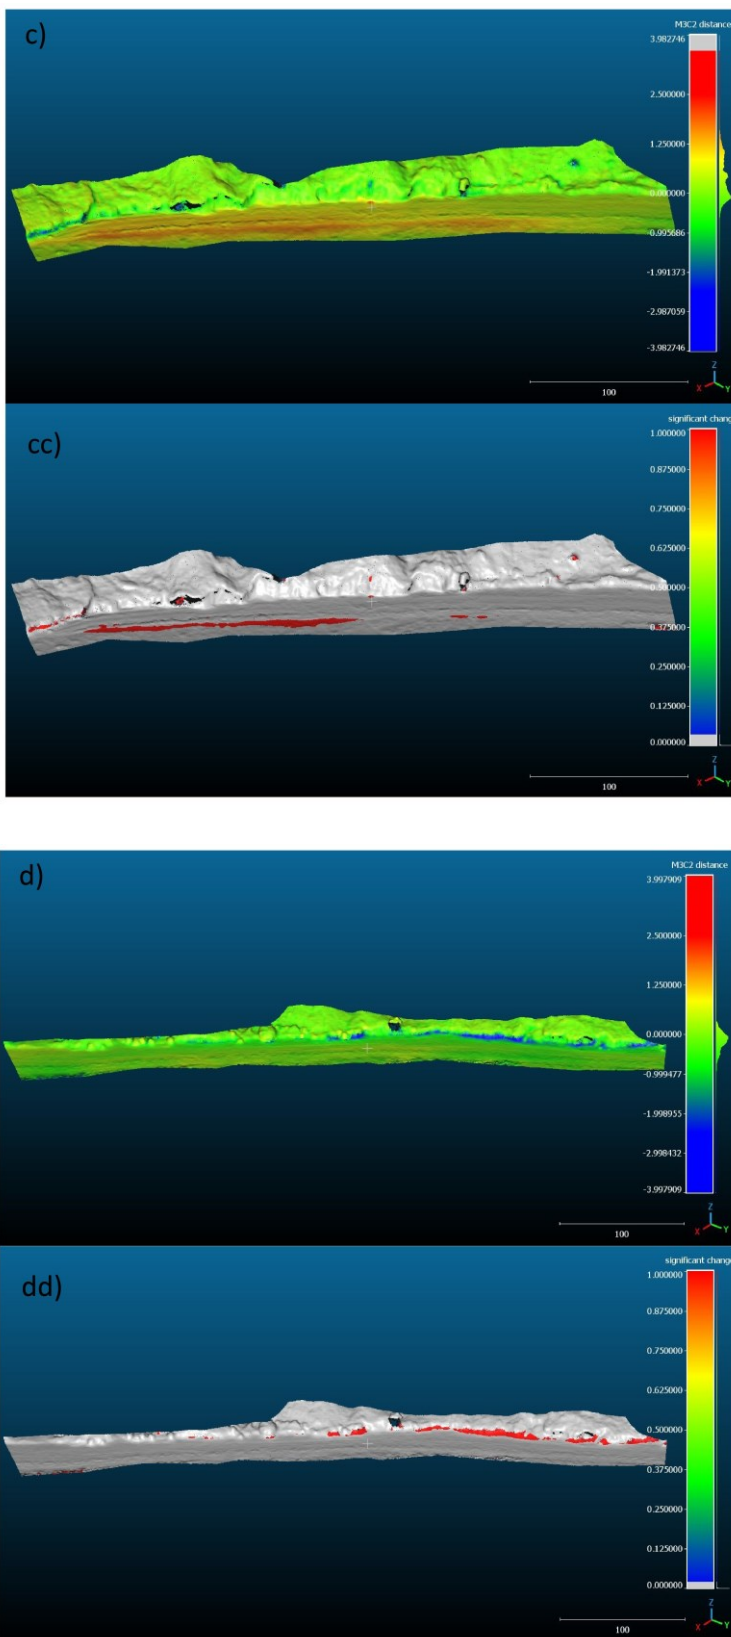 c)
M3C2 distance
3.982746
2.500000
1.250000
0.000000
-0.995686
-1.991373
-2.987059
-3.982746
Z
X
Y
100
cc)
significant chang
1.000000
0.875000
0.750000
0.625000
0.500000
0.375000
0.250000
0.125000
0.000000
Z
X
Y
100
d)
M3C2 distance
3.997909
2.500000
1.250000
0.000000
-0.999477
-1.998955
-2.998432
-3.997909
Z
X
Y
100
dd)
significant change
1.000000
0.875000
0.750000
0.625000
0.500000
0.375000
0.250000
0.125000
0.000000
Z
X
Y
100